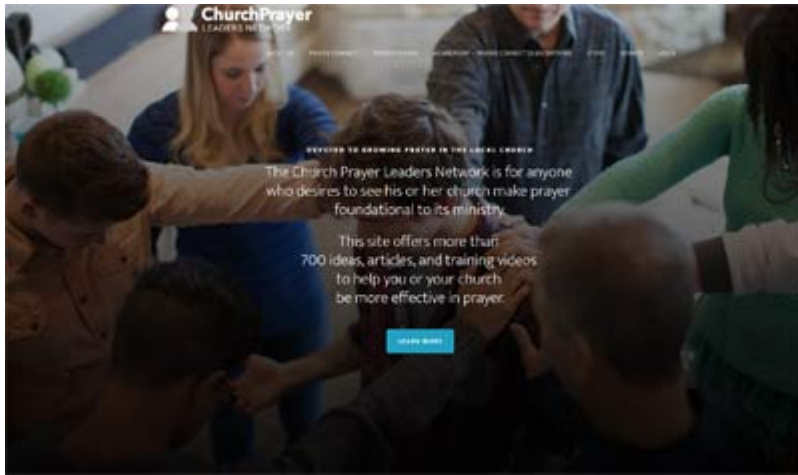 ChurchPrayer
LEADERS NETWORK
DEVOTED TO GROWING PRAYER IN THE LOCAL CHURCH
The Church Prayer Leaders Network is for anyone
who desires to see his or her church make prayer
foundational to its ministry.
This site offers more than
700 ideas, articles, and training videos
to help you or your church
be more effective in prayer.
LEARN MORE